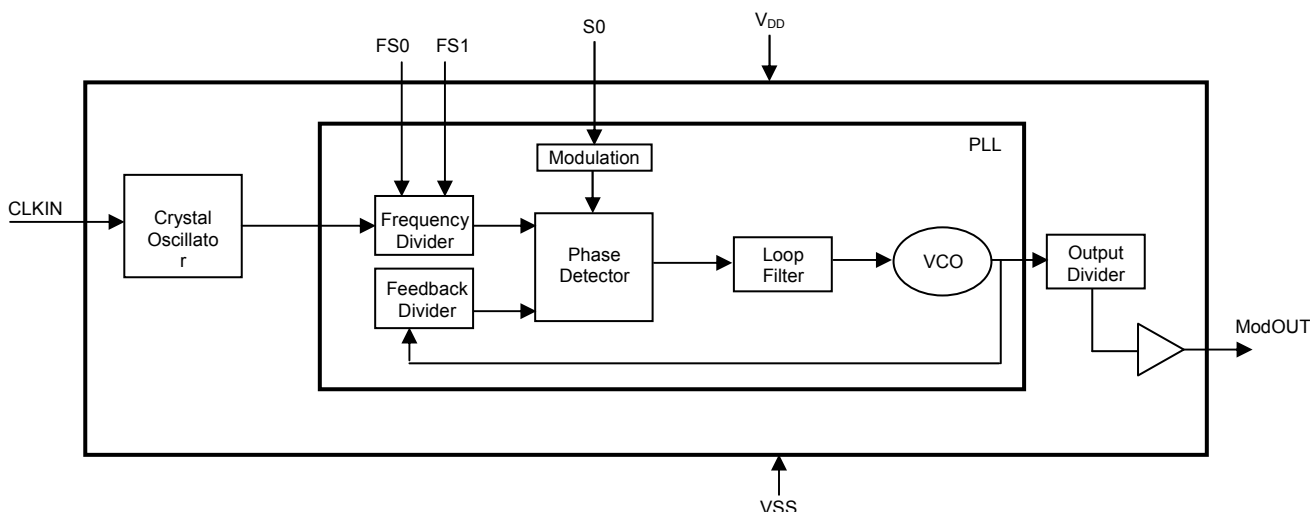 S0
VDD
FS0
FS1
PLL
Modulation
CLKIN
Crystal
Oscillato
r
Frequency
Divider
Phase
Detector
Loop
Filter
VCO
Output
Divider
Feedback
Divider
ModOUT
VSS